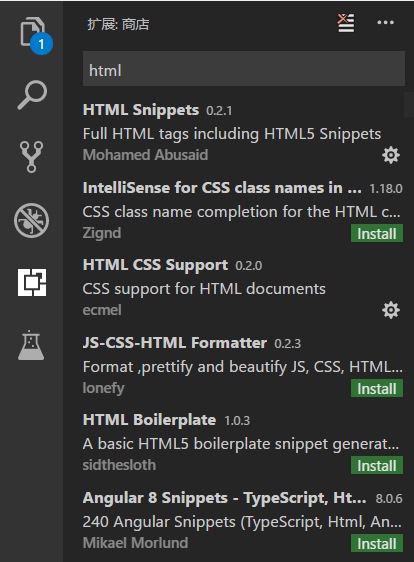 扩展: 商店
1
html
HTML Snippets 0.2.1
Full HTML tags including HTML5 Snippets
Mohamed Abusaid
IntelliSense for CSS class names in ... 1.18.0
CSS class name completion for the HTML c...
Zignd Install
HTML CSS Support 0.2.0
CSS support for HTML documents
ecmel
JS-CSS-HTML Formatter 0.2.3
Format ,prettify and beautify JS, CSS, HTML...
lonefy Install
HTML Boilerplate 1.0.3
A basic HTML5 boilerplate snippet generat...
sidthesloth Install
Angular 8 Snippets - TypeScript, Ht... 8.0.6
240 Angular Snippets (TypeScript, Html, An...
Mikael Morlund Install